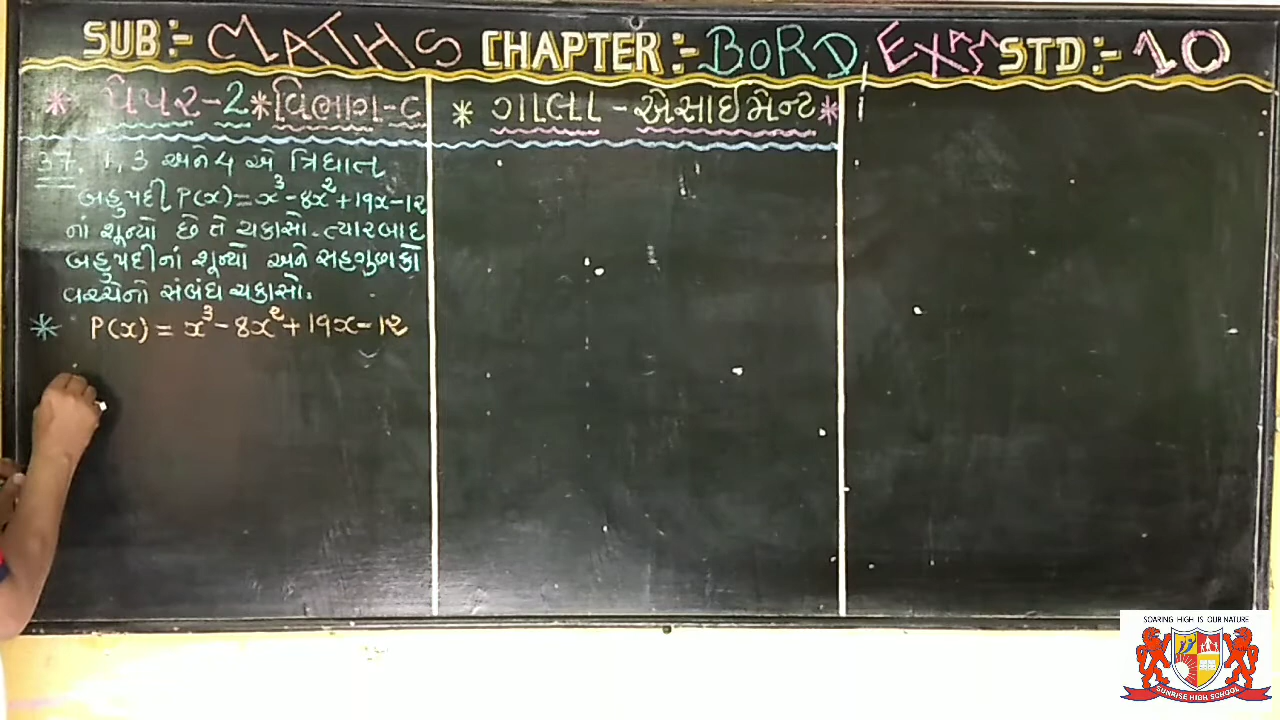 SUB:- MATHS CHAPTER:- BORD, EXAM STD:- 10
* પેપર-2 * વિભાગ-C
* ગાલા - એસાઈમેન્ટ *
37. 1, 3 અને 4 એ ત્રિઘાત
બહુપદી P(x) = x³ - 8x² + 19x - 12
નાં શૂન્યો છે તે ચકાસો. ત્યારબાદ
બહુપદીનાં શૂન્યો અને સહગુણકો
વચ્ચેનો સંબંધ ચકાસો.
* P(x) = x³ - 8x² + 19x - 12
SOARING HIGH IS OUR NATURE
SUNRISE HIGH SCHOOL